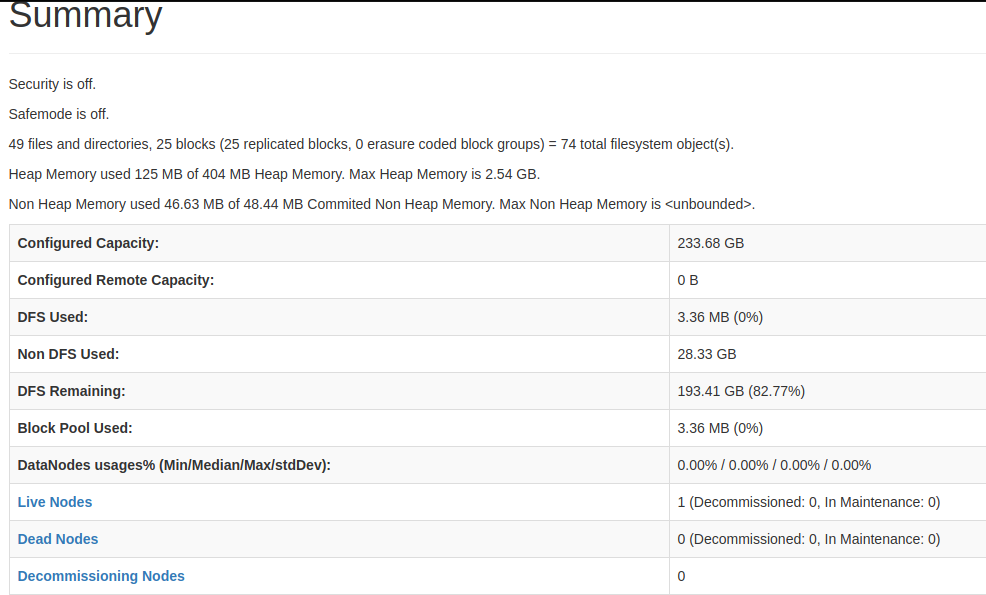 Summary
Security is off.
Safemode is off.
49 files and directories, 25 blocks (25 replicated blocks, 0 erasure coded block groups) = 74 total filesystem object(s).
Heap Memory used 125 MB of 404 MB Heap Memory. Max Heap Memory is 2.54 GB.
Non Heap Memory used 46.63 MB of 48.44 MB Commited Non Heap Memory. Max Non Heap Memory is <unbounded>.
Configured Capacity: 233.68 GB
Configured Remote Capacity: 0 B
DFS Used: 3.36 MB (0%)
Non DFS Used: 28.33 GB
DFS Remaining: 193.41 GB (82.77%)
Block Pool Used: 3.36 MB (0%)
DataNodes usages% (Min/Median/Max/stdDev): 0.00% / 0.00% / 0.00% / 0.00%
Live Nodes 1 (Decommissioned: 0, In Maintenance: 0)
Dead Nodes 0 (Decommissioned: 0, In Maintenance: 0)
Decommissioning Nodes 0